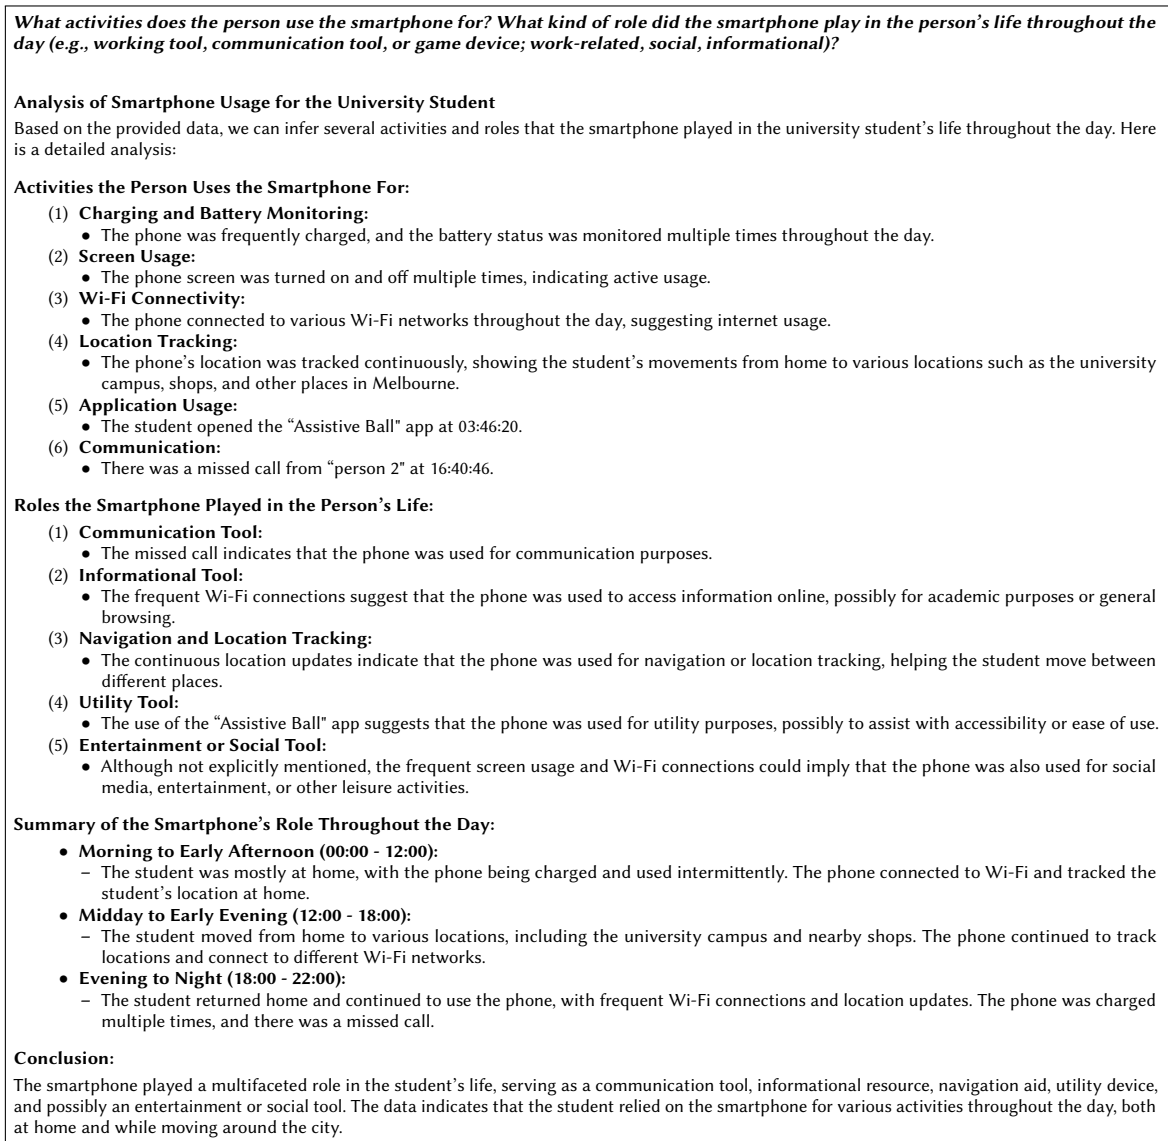 What activities does the person use the smartphone for? What kind of role did the smartphone play in the person's life throughout the
day (e.g., working tool, communication tool, or game device; work-related, social, informational)?
Analysis of Smartphone Usage for the University Student
Based on the provided data, we can infer several activities and roles that the smartphone played in the university student's life throughout the day. Here
is a detailed analysis:
Activities the Person Uses the Smartphone For:
(1) Charging and Battery Monitoring:
• The phone was frequently charged, and the battery status was monitored multiple times throughout the day.
(2) Screen Usage:
• The phone screen was turned on and off multiple times, indicating active usage.
(3) Wi-Fi Connectivity:
• The phone connected to various Wi-Fi networks throughout the day, suggesting internet usage.
(4) Location Tracking:
• The phone's location was tracked continuously, showing the student's movements from home to various locations such as the university
campus, shops, and other places in Melbourne.
(5) Application Usage:
• The student opened the “Assistive Ball" app at 03:46:20.
(6) Communication:
• There was a missed call from “person 2" at 16:40:46.
Roles the Smartphone Played in the Person's Life:
(1) Communication Tool:
• The missed call indicates that the phone was used for communication purposes.
(2) Informational Tool:
• The frequent Wi-Fi connections suggest that the phone was used to access information online, possibly for academic purposes or general
browsing.
(3) Navigation and Location Tracking:
• The continuous location updates indicate that the phone was used for navigation or location tracking, helping the student move between
different places.
(4) Utility Tool:
• The use of the “Assistive Ball" app suggests that the phone was used for utility purposes, possibly to assist with accessibility or ease of use.
(5) Entertainment or Social Tool:
• Although not explicitly mentioned, the frequent screen usage and Wi-Fi connections could imply that the phone was also used for social
media, entertainment, or other leisure activities.
Summary of the Smartphone's Role Throughout the Day:
• Morning to Early Afternoon (00:00 - 12:00):
– The student was mostly at home, with the phone being charged and used intermittently. The phone connected to Wi-Fi and tracked the
student's location at home.
• Midday to Early Evening (12:00 - 18:00):
– The student moved from home to various locations, including the university campus and nearby shops. The phone continued to track
locations and connect to different Wi-Fi networks.
• Evening to Night (18:00 - 22:00):
– The student returned home and continued to use the phone, with frequent Wi-Fi connections and location updates. The phone was charged
multiple times, and there was a missed call.
Conclusion:
The smartphone played a multifaceted role in the student's life, serving as a communication tool, informational resource, navigation aid, utility device,
and possibly an entertainment or social tool. The data indicates that the student relied on the smartphone for various activities throughout the day, both
at home and while moving around the city.